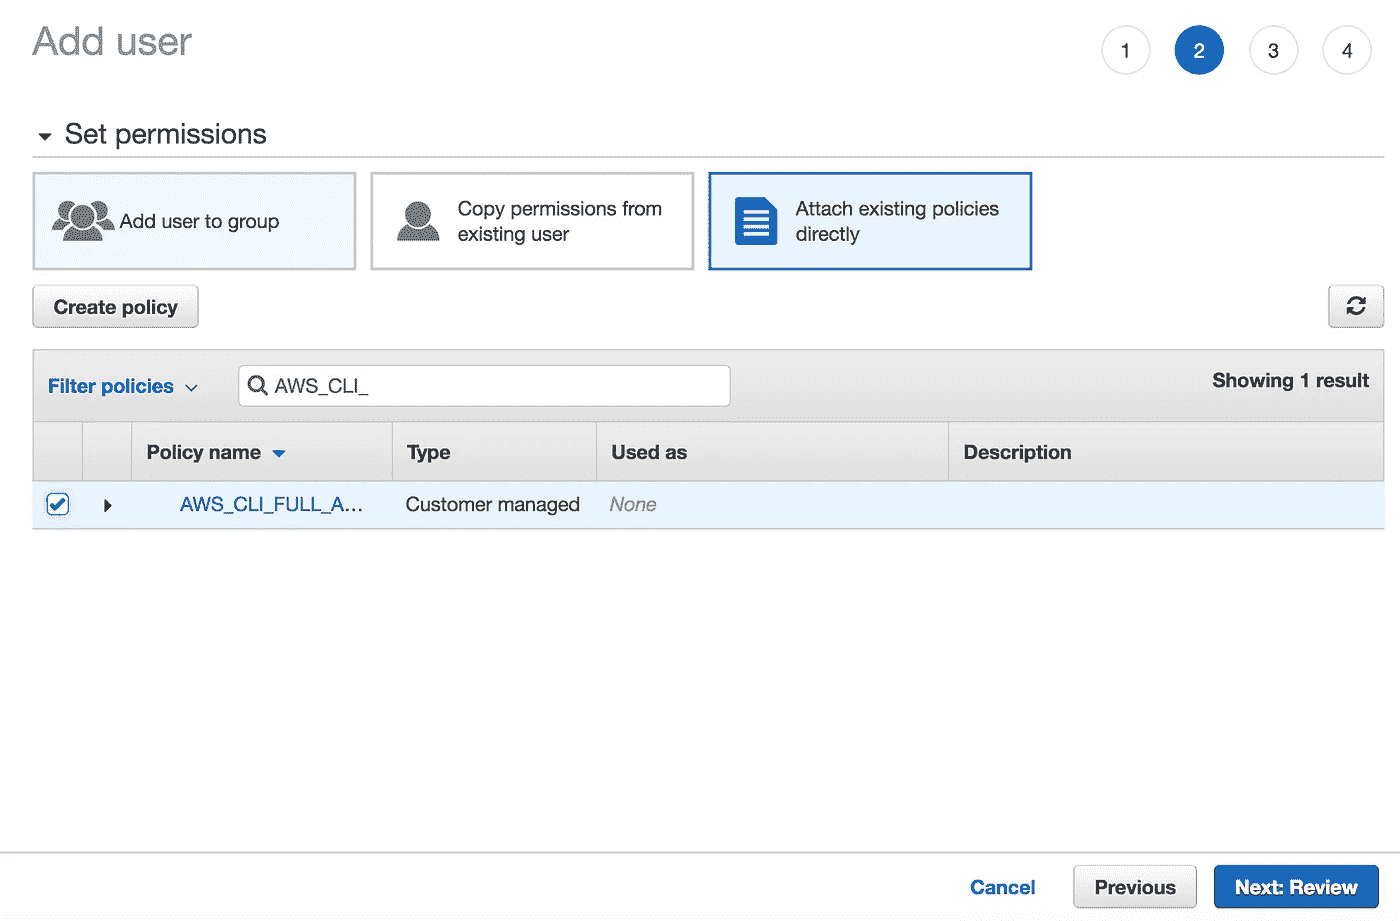 Add user
1 2 3 4
Set permissions
Add user to group
Copy permissions from
existing user
Attach existing policies
directly
Create policy
Filter policies AWS_CLI_ Showing 1 result
Policy name Type Used as Description
AWS_CLI_FULL_A... Customer managed None
Cancel Previous Next: Review